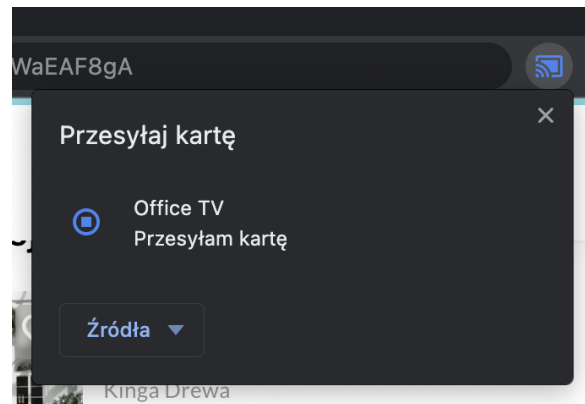 WaEAF8gA
Przesyłaj kartę
Office TV
Przesyłam kartę
Źródła
Kinga Drewa